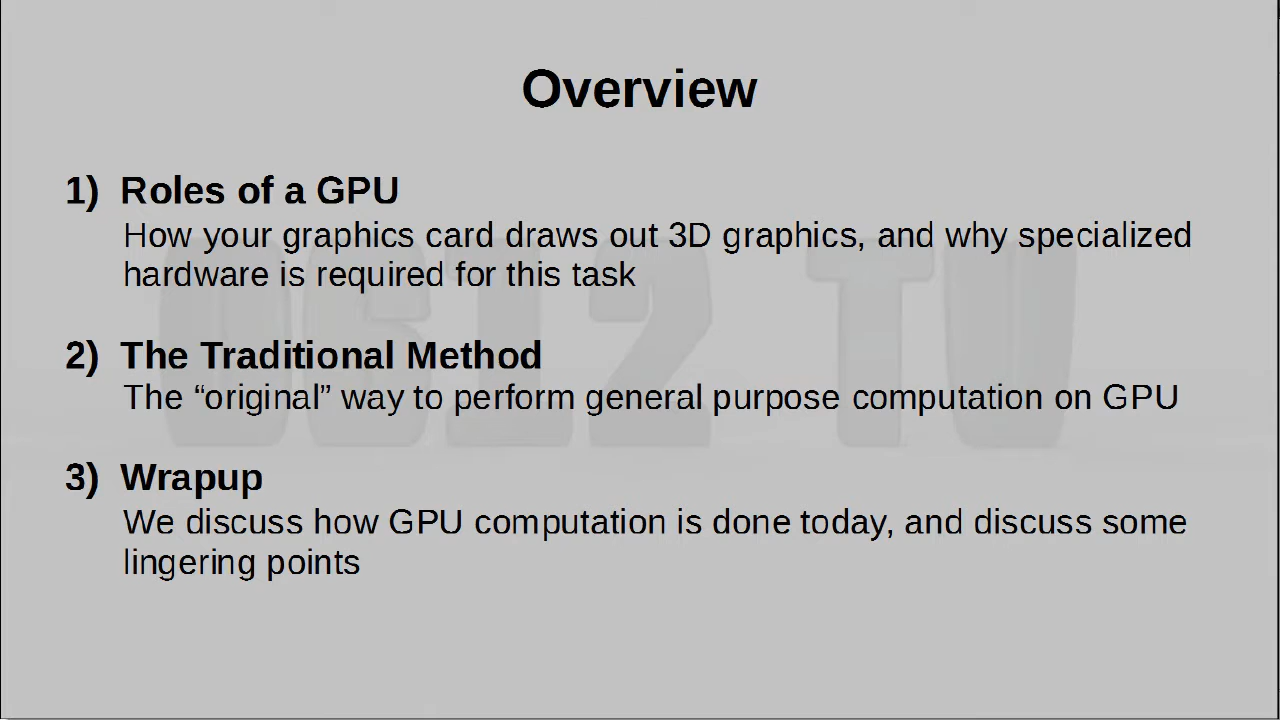 Overview
1) Roles of a GPU
How your graphics card draws out 3D graphics, and why specialized
hardware is required for this task
2) The Traditional Method
The “original” way to perform general purpose computation on GPU
3) Wrapup
We discuss how GPU computation is done today, and discuss some
lingering points
0612 TV